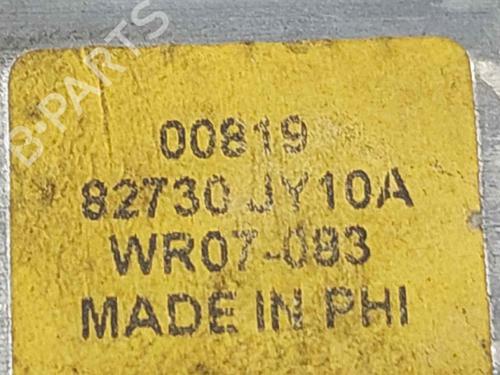 B-PARTS
00819
82730 JY10A
WR07-083
MADE IN PHI